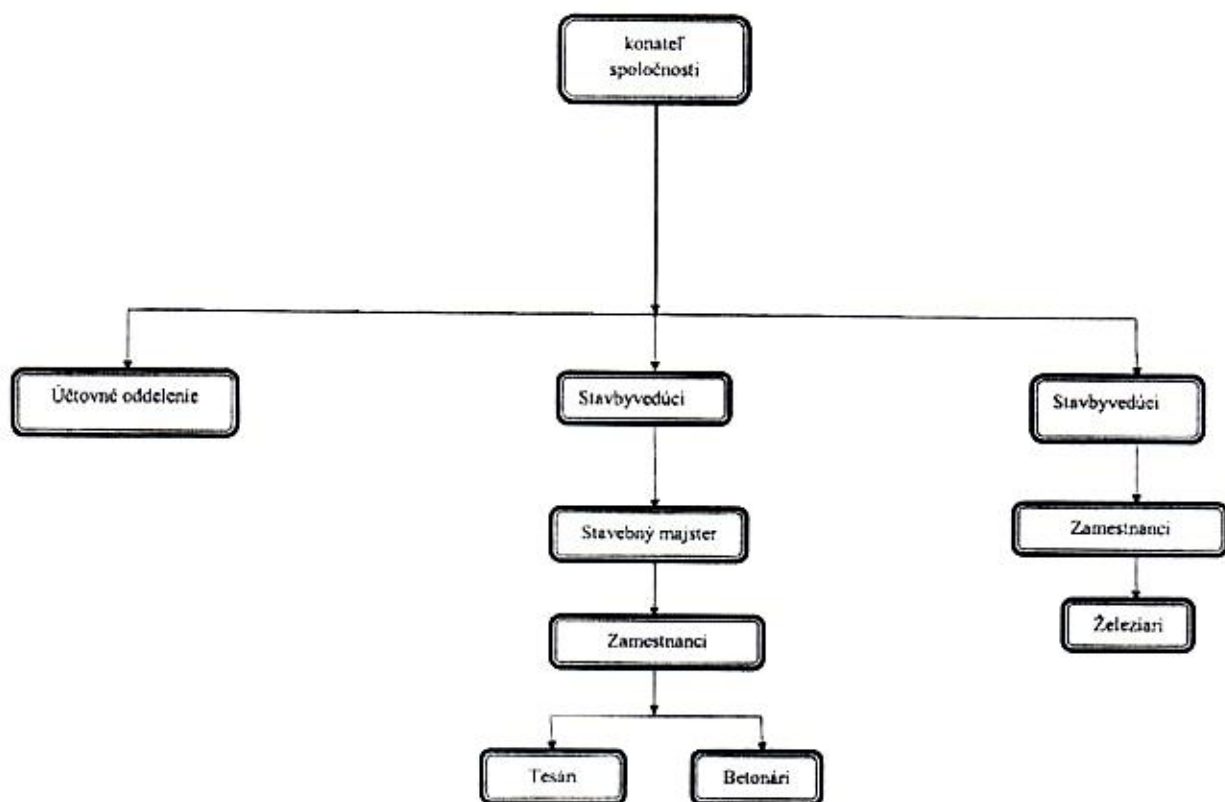 konateľ
spoločnosti
Účtovné oddelenie
Stavbyvedúci
Stavbyvedúci
Stavebný majster
Zamestnanci
Zamestnanci
Železiari
Tesári
Betonári